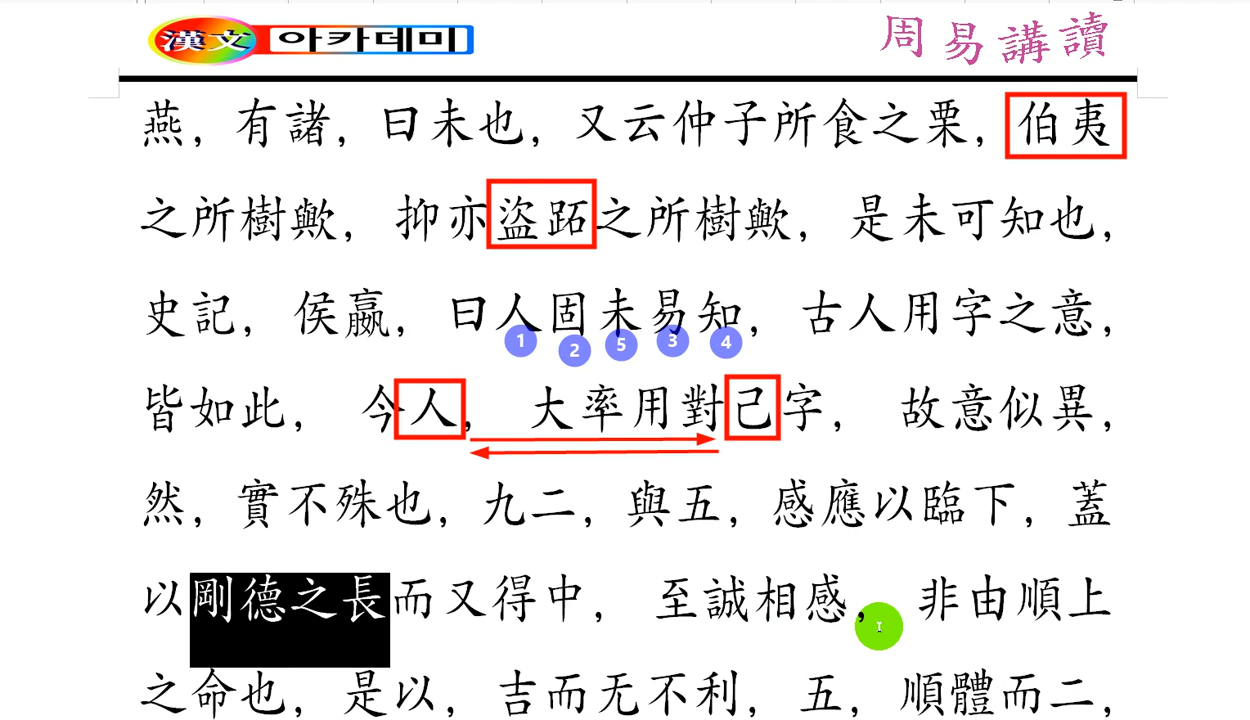 漢文 아카데미
周易講讀
燕, 有諸, 曰未也, 又云仲子所食之栗, 伯夷
之所樹歟, 抑亦盜跖之所樹歟, 是未可知也,
史記, 侯嬴, 曰人固未易知, 古人用字之意,
1 2 5 3 4
皆如此, 今人, 大率用對己字, 故意似異,
然, 實不殊也, 九二, 與五, 感應以臨下, 蓋
以剛德之長而又得中, 至誠相感, 非由順上
之命也, 是以, 吉而无不利, 五, 順體而二,